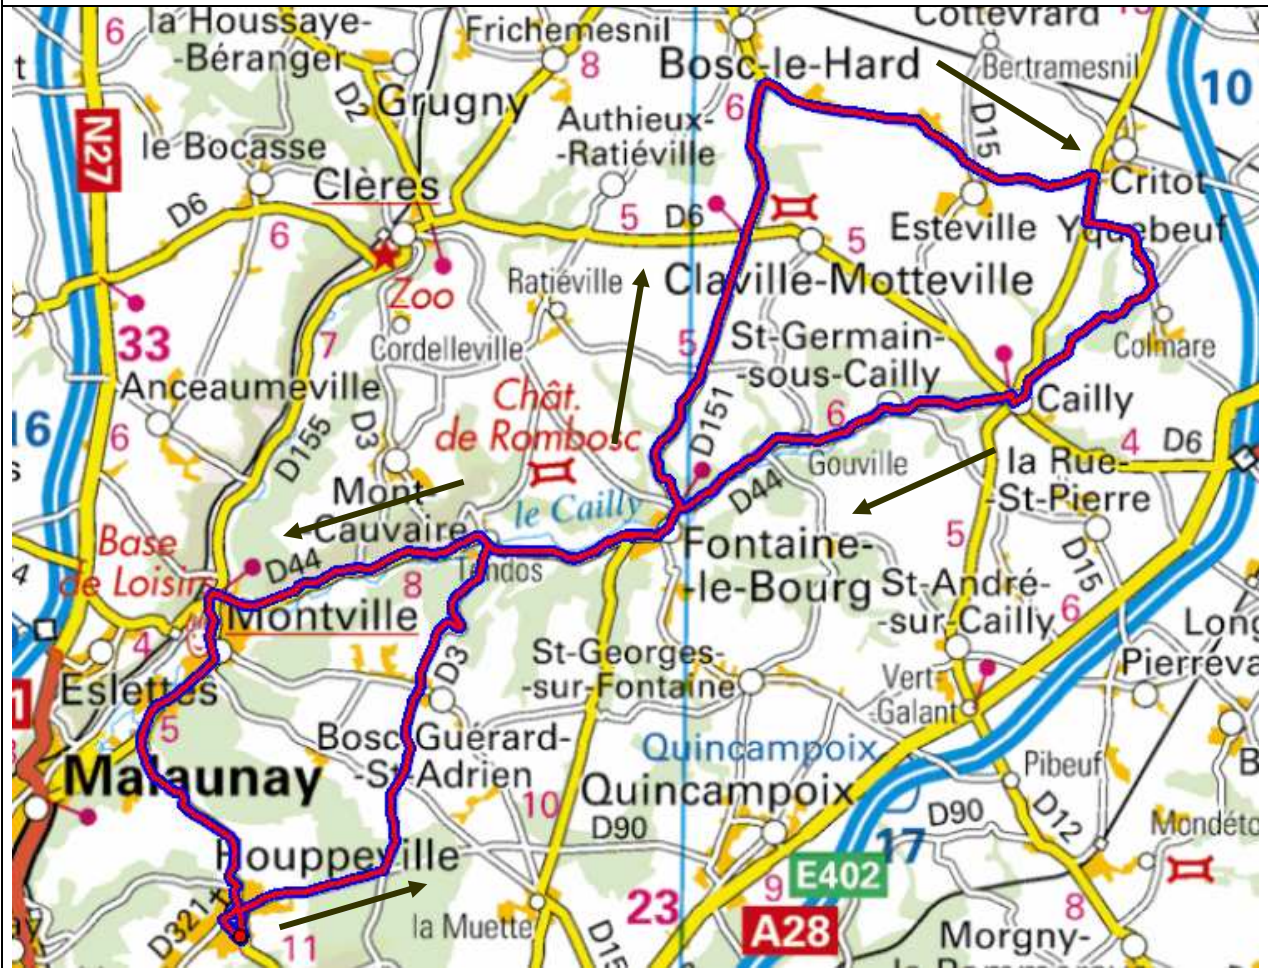 la Houssaye-
-Béranger
6
t
Frichemesnil
8
Cottévrard
Bosc-le-Hard
Bertramesnil
10
D2
Grugny
Authieux-
-Ratiéville
6
D15
N27
le Bocasse
Clères
Critot
D6
6
5
D6
5
Estéville
Yquebeuf
Zoo
Ratiéville
Claville-Motteville
33
7
Cordelleville
5
St-Germain-
-sous-Cailly
Colmare
Anceauméville
Chât.
de Rombosc
D151
6
Cailly
16
6
D155
D3
4
D6
Gouville
la Rue-
-St-Pierre
Mont-
-Cauvaire
le Cailly
D44
5
Base
de Loisirs
D44
8
Tendos
Fontaine-
-le-Bourg
D15
St-André-
-sur-Cailly
6
4
Montville
Long
St-Georges-
-sur-Fontaine
Pierreva
Eslettes
D3
Vert-
-Galant
1
5
Bosc-Guérard-
-St-Adrien
Quincampoix
Pibeuf
B
Malaunay
10
Quincampoix
D90
D90
D12
Mondéto
Houppeville
17
E402
9
23
8
D321
la Muette
A28
Morgny-
11
D15